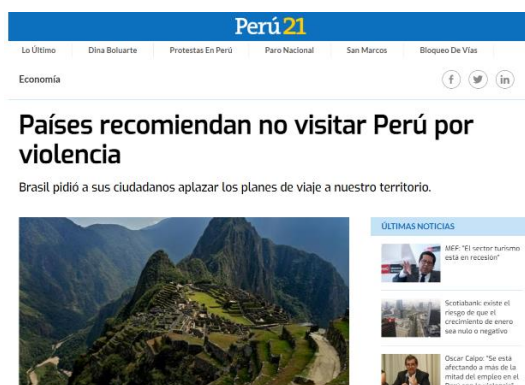 Perú21
Lo Último Dina Boluarte Protestas En Perú Paro Nacional San Marcos Bloqueo De Vías
Economía
Países recomiendan no visitar Perú por
violencia
Brasil pidió a sus ciudadanos aplazar los planes de viaje a nuestro territorio.
ÚLTIMAS NOTICIAS
MEF: "El sector turismo
está en recesión"
Scotiabank: existe el
riesgo de que el
crecimiento de enero
sea nulo o negativo
Oscar Caipo: "Se está
afectando a más de la
mitad del empleo en el